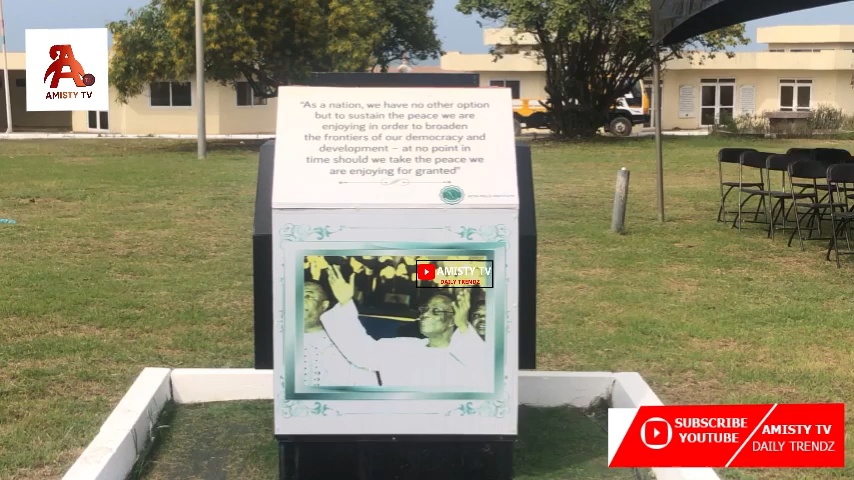 AMISTY TV
"As a nation, we have no other option
but to sustain the peace we are
enjoying in order to broaden
the frontiers of our democracy and
development – at no point in
time should we take the peace we
are enjoying for granted"
AMISTY TV
DAILY TRENDZ
SUBSCRIBE
YOUTUBE
AMISTY TV
DAILY TRENDZ